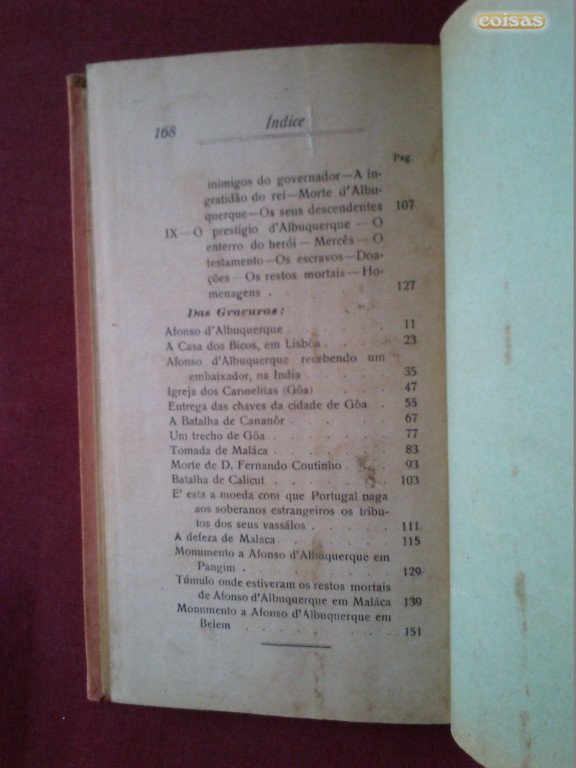 coisas
168 Índice
Pag.
inimigos do governador—A in-
gratidão do rei—Morte d'Albu-
querque—Os seus descendentes 107
IX—O prestígio d'Albuquerque — O
enterro do herói — Mercês — O
testamento—Os escravos—Doa-
ções — Os restos mortais — Ho-
menagens . . . . . . 127
Das Gravuras:
Afonso d'Albuquerque . . . . 11
A Casa dos Bicos, em Lisbôa . . . 23
Afonso d'Albuquerque recebendo um
embaixador, na India . . . . 35
Igreja dos Carmelitas (Gôa) . . . 47
Entrega das chaves da cidade de Gôa . 55
A Batalha de Cananôr . . . . 67
Um trecho de Gôa . . . . . 77
Tomada de Maláca . . . . . 83
Morte de D. Fernando Coutinho . . 93
Batalha de Calicut . . . . . 103
E' esta a moeda com que Portugal paga
aos soberanos estrangeiros os tribu-
tos dos seus vassálos . . . . 111
A defeza de Malaca . . . . . 115
Monumento a Afonso d'Albuquerque em
Pangim . . . . . . 129
Túmulo onde estiveram os restos mortais
de Afonso d'Albuquerque em Maláca 139
Monumento a Afonso d'Albuquerque em
Belem . . . . . . 151